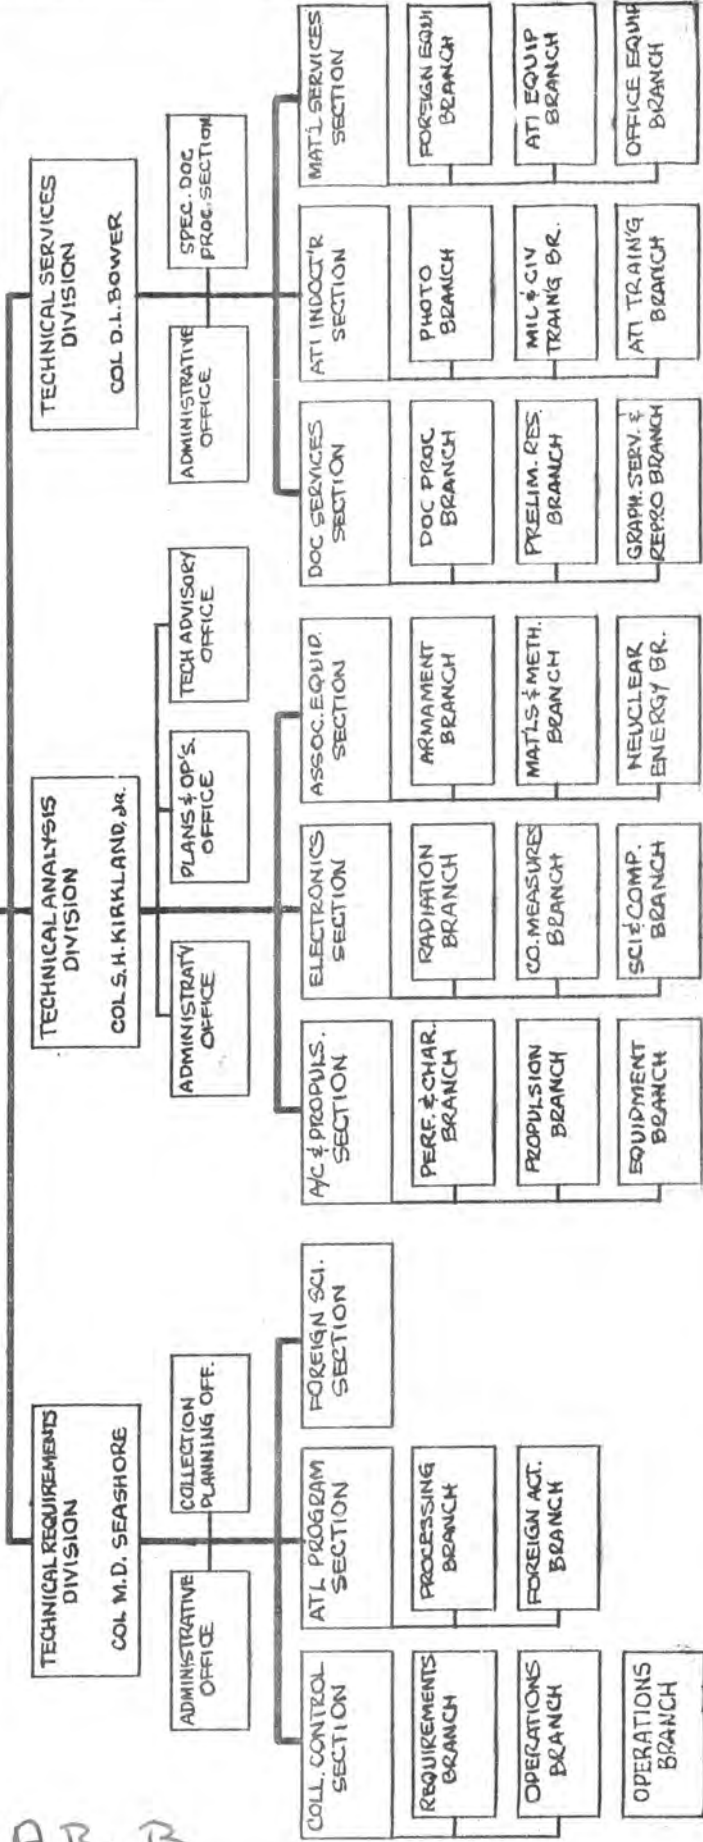 TECHNICAL REQUIREMENTS
DIVISION
COL M.D. SEASHORE
ADMINISTRATIVE
OFFICE
COLLECTION
PLANNING OFF.
COLL. CONTROL
SECTION
REQUIREMENTS
BRANCH
OPERATIONS
BRANCH
OPERATIONS
BRANCH
ATL PROGRAM
SECTION
PROCESSING
BRANCH
FOREIGN ACT.
BRANCH
FOREIGN SCI.
SECTION
TECHNICAL ANALYSIS
DIVISION
COL S.H. KIRKLAND, JR.
ADMINISTRATV
OFFICE
PLANS & OP'S.
OFFICE
TECH ADVISORY
OFFICE
A/C & PROPULS.
SECTION
PERF. & CHAR.
BRANCH
PROPULSION
BRANCH
EQUIPMENT
BRANCH
ELECTRONICS
SECTION
RADIATION
BRANCH
CO. MEASURES
BRANCH
SCI & COMP.
BRANCH
ASSOC. EQUIP.
SECTION
ARMAMENT
BRANCH
MAT'LS & METH.
BRANCH
NEUCLEAR
ENERGY BR.
TECHNICAL SERVICES
DIVISION
COL D.L. BOWER
ADMINISTRATIVE
OFFICE
SPEC. DOC
PROC. SECTION
DOC SERVICES
SECTION
DOC PROC.
BRANCH
PRELIM. RES.
BRANCH
GRAPH. SERV. &
REPRO BRANCH
ATI INDOCT'R
SECTION
PHOTO
BRANCH
MIL & CIV
TRAING BR.
ATI TRAIN'G
BRANCH
MAT'L SERVICES
SECTION
FOREIGN EQUI
BRANCH
ATI EQUIP
BRANCH
OFFICE EQUIP
BRANCH
AB B